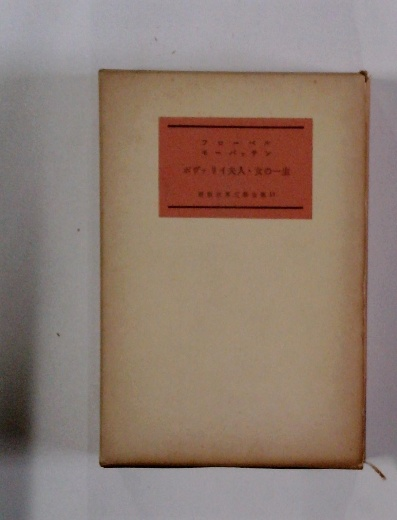 フローベル
モーパッサン
ボヴァリイ夫人・女の一生